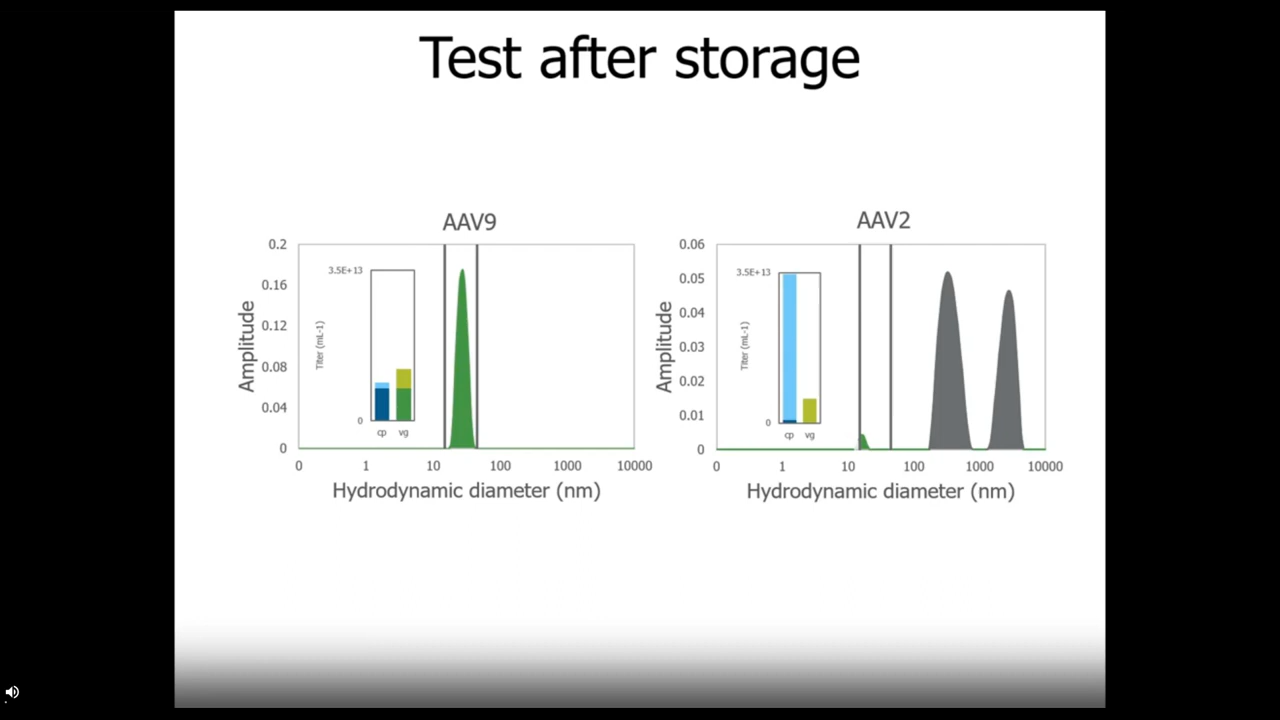 Test after storage
AAV9
0.2
0.16
0.12
0.08
0.04
0
Amplitude
3.5E+13
0
Titer (mL-1)
cp vg
0 1 10 100 1000 10000
Hydrodynamic diameter (nm)
AAV2
0.06
0.05
0.04
0.03
0.02
0.01
0
Amplitude
3.5E+13
0
Titer (mL-1)
cp vg
0 1 10 100 1000 10000
Hydrodynamic diameter (nm)